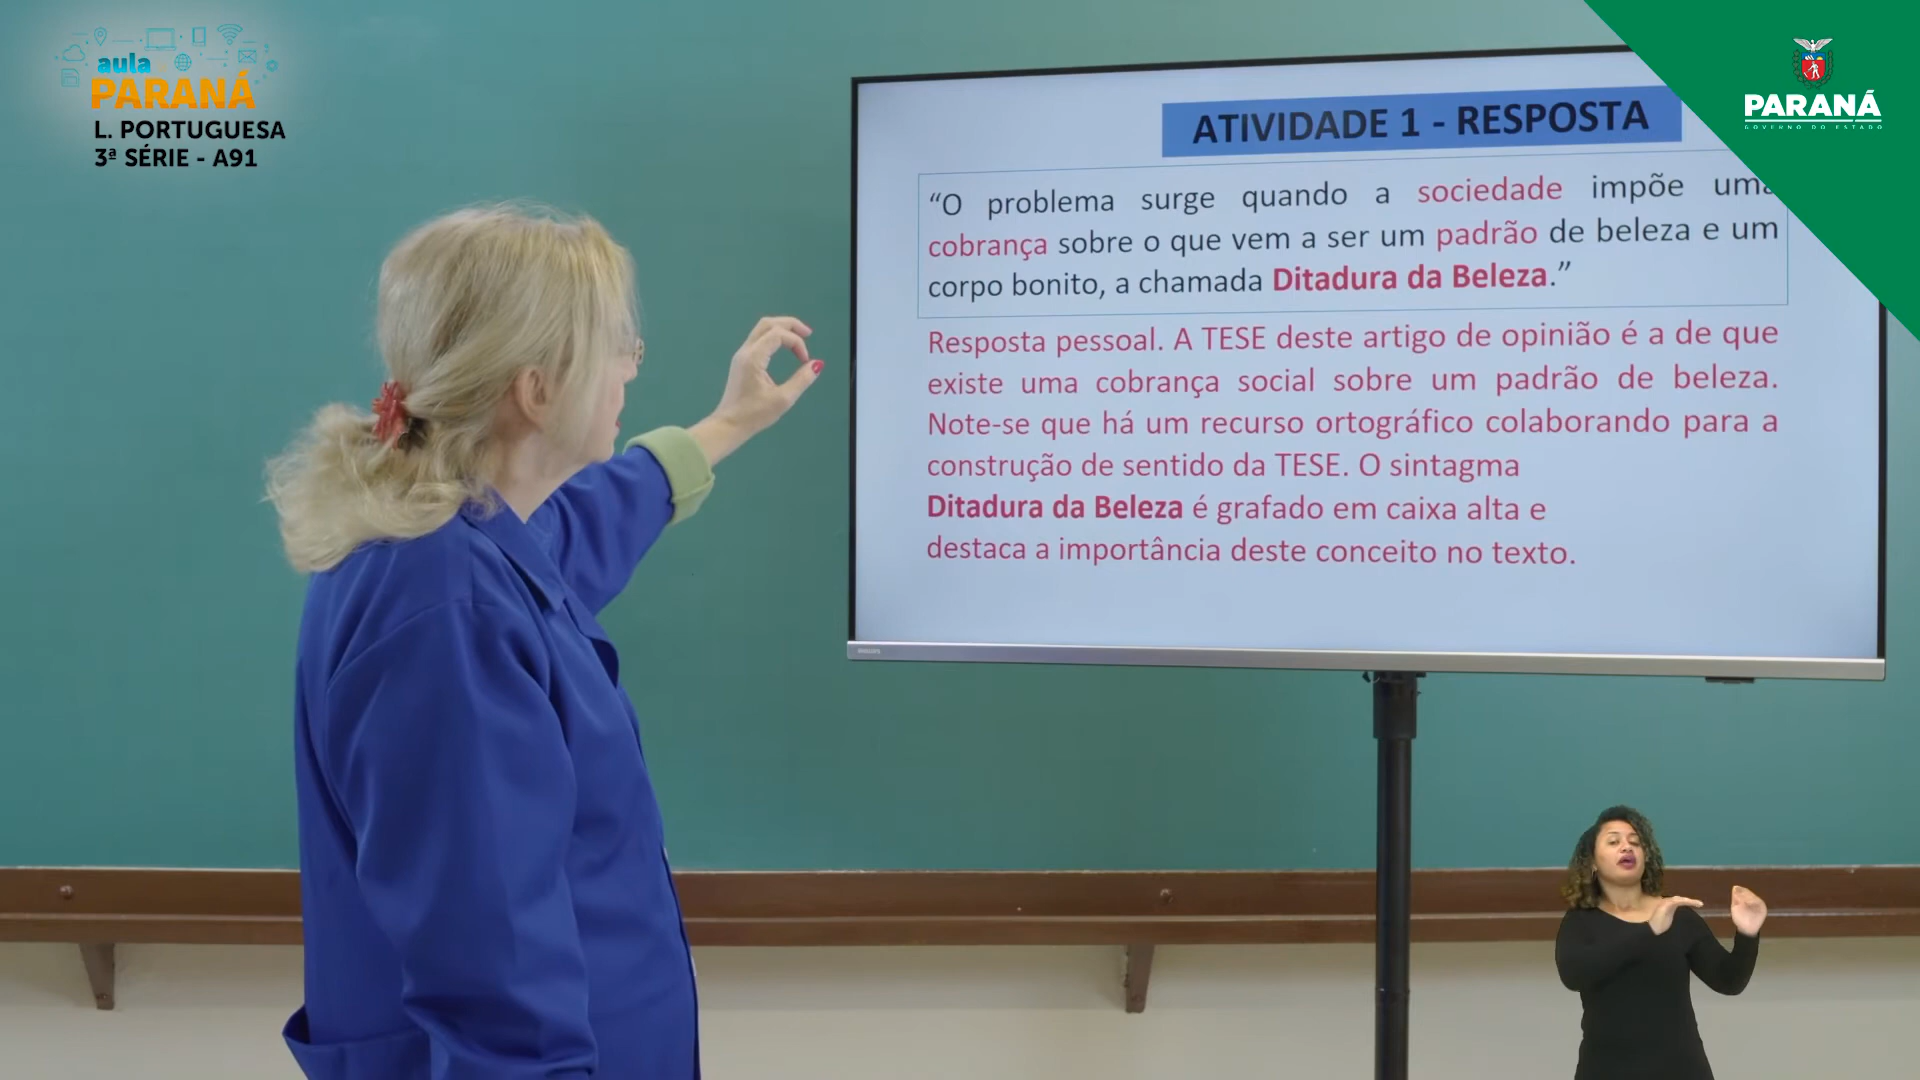 aula
PARANÁ
L. PORTUGUESA
3ª SÉRIE - A91
PARANÁ
GOVERNO DO ESTADO
ATIVIDADE 1 - RESPOSTA
“O problema surge quando a sociedade impõe uma
cobrança sobre o que vem a ser um padrão de beleza e um
corpo bonito, a chamada Ditadura da Beleza.”
Resposta pessoal. A TESE deste artigo de opinião é a de que
existe uma cobrança social sobre um padrão de beleza.
Note-se que há um recurso ortográfico colaborando para a
construção de sentido da TESE. O sintagma
Ditadura da Beleza é grafado em caixa alta e
destaca a importância deste conceito no texto.
PHILIPS